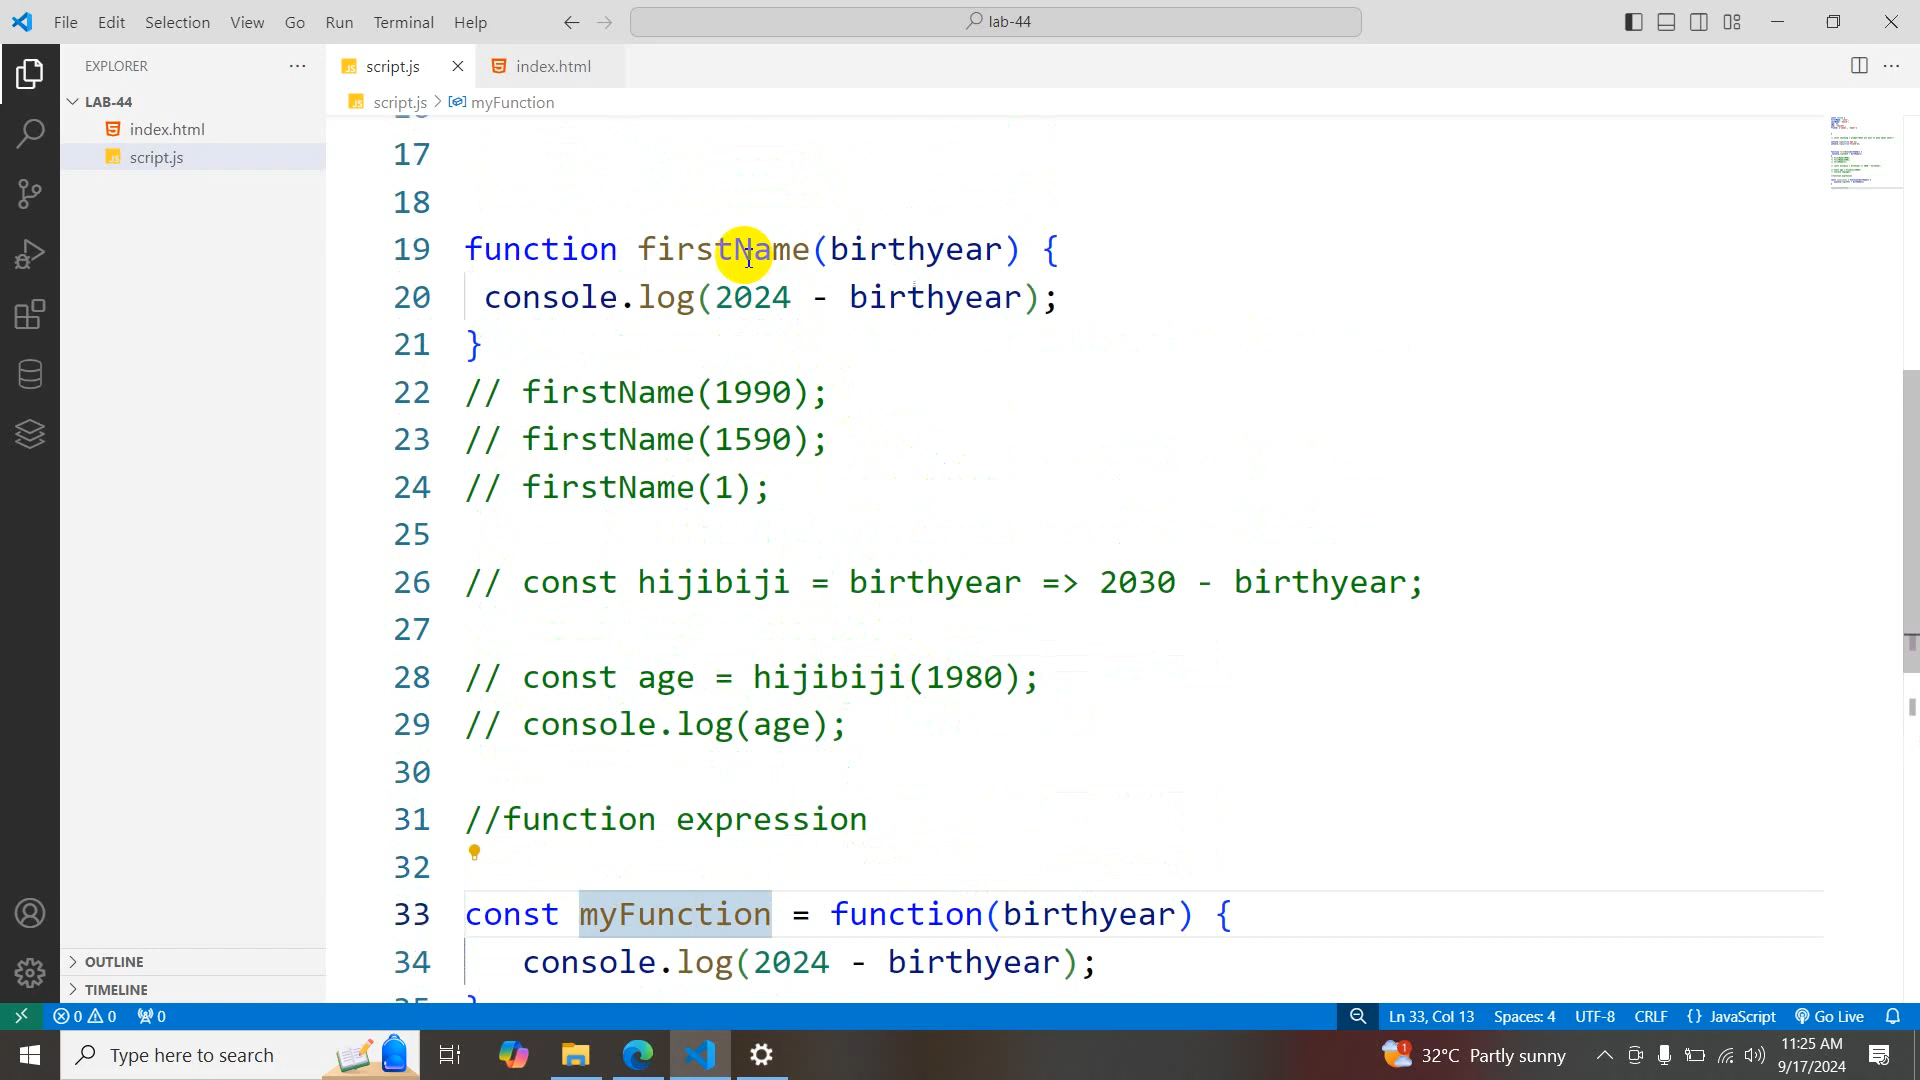 File Edit Selection View Go Run Terminal Help
lab-44
EXPLORER
script.js
index.html
LAB-44
script.js > myFunction
index.html
script.js
17
18
19 function firstName(birthyear) {
20 console.log(2024 - birthyear);
21 }
22 // firstName(1990);
23 // firstName(1590);
24 // firstName(1);
25
26 // const hijibiji = birthyear => 2030 - birthyear;
27
28 // const age = hijibiji(1980);
29 // console.log(age);
30
31 //function expression
32
33 const myFunction = function(birthyear) {
34 console.log(2024 - birthyear);
OUTLINE
TIMELINE
0 0 0
Ln 33, Col 13 Spaces: 4 UTF-8 CRLF {} JavaScript Go Live
Type here to search
1
32°C Partly sunny
11:25 AM
9/17/2024